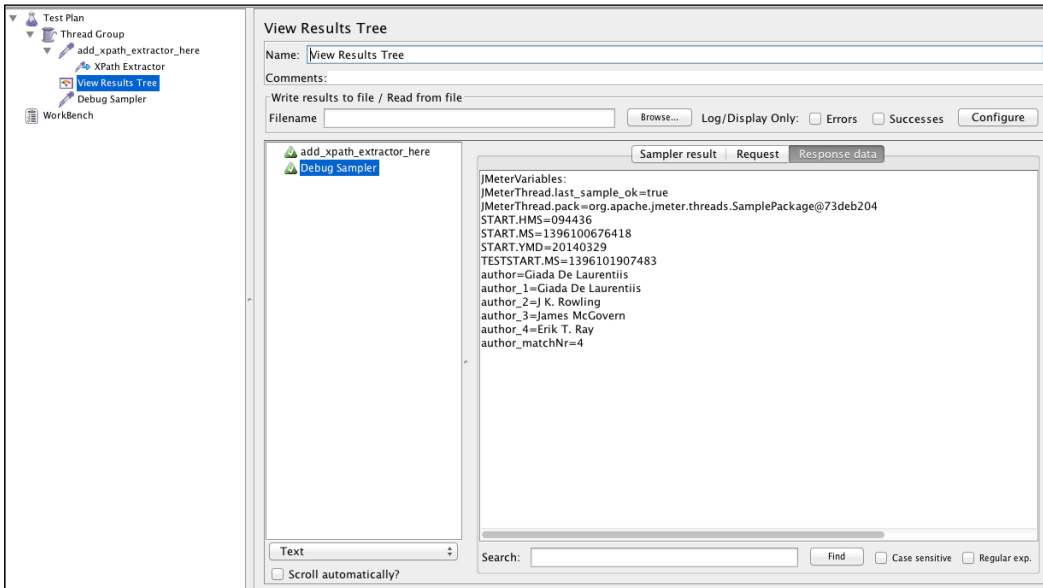 Test Plan
Thread Group
add_xpath_extractor_here
XPath Extractor
View Results Tree
Debug Sampler
WorkBench
View Results Tree
Name: View Results Tree
Comments:
Write results to file / Read from file
Filename Browse... Log/Display Only: Errors Successes Configure
add_xpath_extractor_here
Debug Sampler
Text
Scroll automatically?
Sampler result Request Response data
JMeterVariables:
JMeterThread.last_sample_ok=true
JMeterThread.pack=org.apache.jmeter.threads.SamplePackage@73deb204
START.HMS=094436
START.MS=1396100676418
START.YMD=20140329
TESTSTART.MS=1396101907483
author=Giada De Laurentiis
author_1=Giada De Laurentiis
author_2=J K. Rowling
author_3=James McGovern
author_4=Erik T. Ray
author_matchNr=4
Search: Find Case sensitive Regular exp.